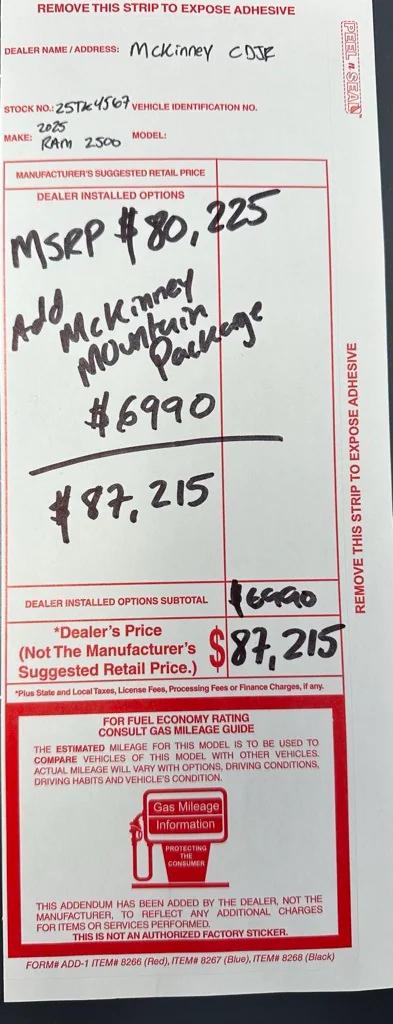 REMOVE THIS STRIP TO EXPOSE ADHESIVE
PEEL n SEAL
DEALER NAME / ADDRESS: McKinney CDJR
STOCK NO.: VEHICLE IDENTIFICATION NO.
2025
MAKE: RAM 2500 MODEL:
MANUFACTURER'S SUGGESTED RETAIL PRICE
DEALER INSTALLED OPTIONS
MSRP $80,225
Add McKinney
Mountain
Package
$6990
$87,215
DEALER INSTALLED OPTIONS SUBTOTAL $6990
*Dealer's Price
(Not The Manufacturer's
Suggested Retail Price.) $87,215
*Plus State and Local Taxes, License Fees, Processing Fees or Finance Charges, if any.
REMOVE THIS STRIP TO EXPOSE ADHESIVE
FOR FUEL ECONOMY RATING
CONSULT GAS MILEAGE GUIDE
THE ESTIMATED MILEAGE FOR THIS MODEL IS TO BE USED TO
COMPARE VEHICLES OF THIS MODEL WITH OTHER VEHICLES.
ACTUAL MILEAGE WILL VARY WITH OPTIONS, DRIVING CONDITIONS,
DRIVING HABITS AND VEHICLE'S CONDITION.
Gas Mileage
Information
PROTECTING
THE
CONSUMER
THIS ADDENDUM HAS BEEN ADDED BY THE DEALER, NOT THE
MANUFACTURER, TO REFLECT ANY ADDITIONAL CHARGES
FOR ITEMS OR SERVICES PERFORMED.
THIS IS NOT AN AUTHORIZED FACTORY STICKER.
FORM# ADD-1 ITEM# 8266 (Red), ITEM# 8267 (Blue), ITEM# 8268 (Black)